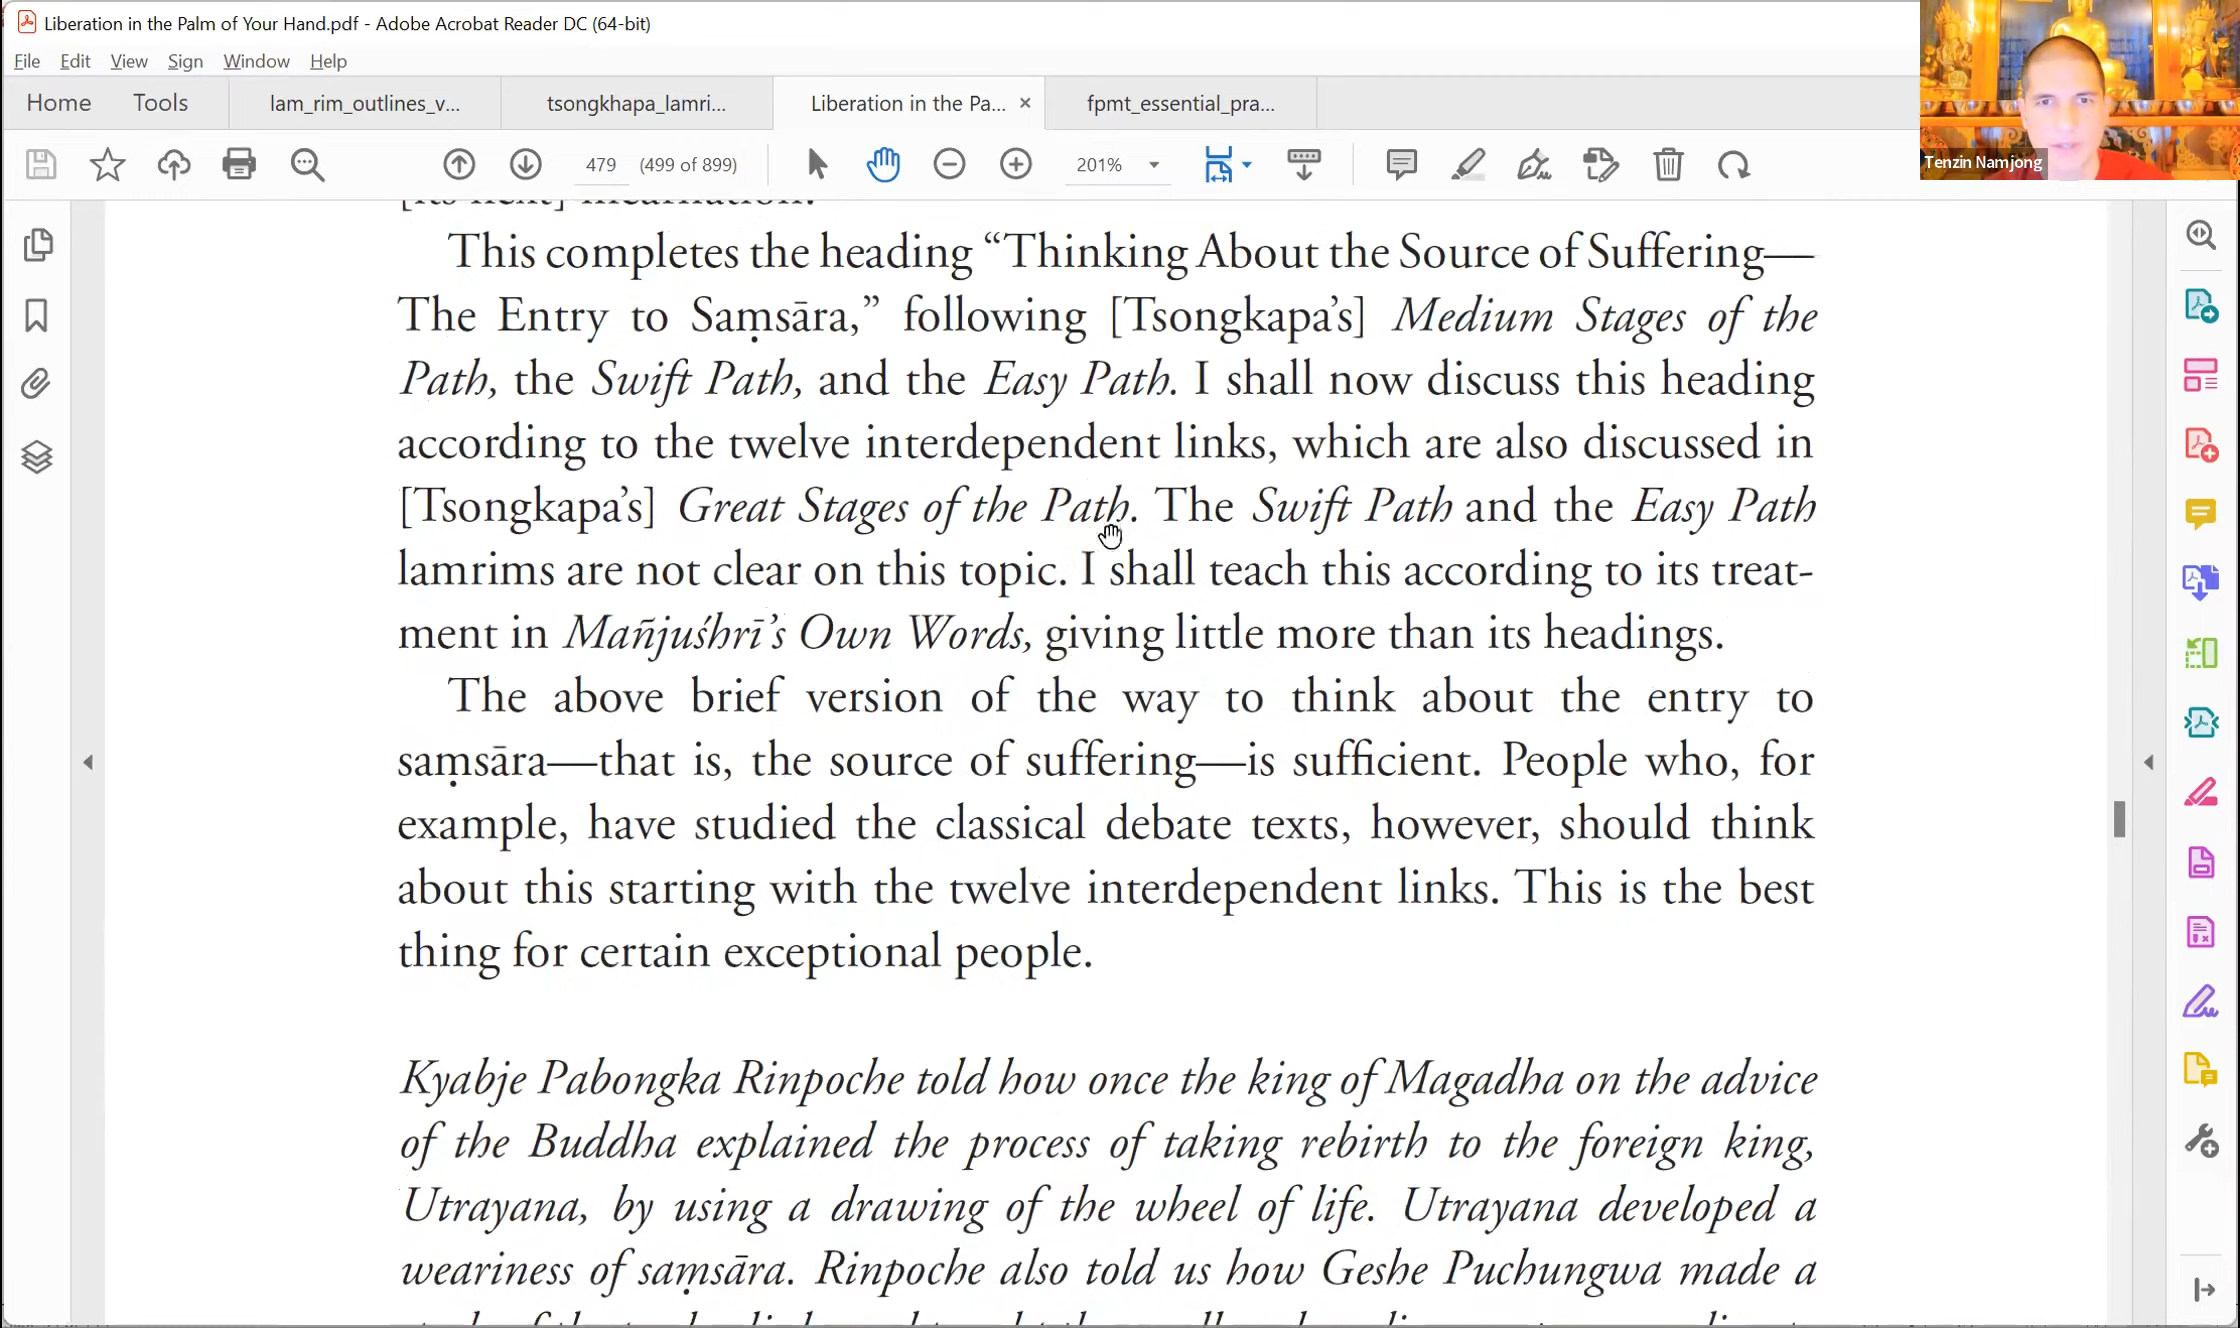 Liberation in the Palm of Your Hand.pdf - Adobe Acrobat Reader DC (64-bit)
File Edit View Sign Window Help
Home Tools lam_rim_outlines_v... tsongkhapa_lamri... Liberation in the Pa... × fpmt_essential_pra...
479 (499 of 899) 201%
Tenzin Namjong
This completes the heading “Thinking About the Source of Suffering—
The Entry to Saṃsāra,” following [Tsongkapa’s] Medium Stages of the
Path, the Swift Path, and the Easy Path. I shall now discuss this heading
according to the twelve interdependent links, which are also discussed in
[Tsongkapa’s] Great Stages of the Path. The Swift Path and the Easy Path
lamrims are not clear on this topic. I shall teach this according to its treat-
ment in Mañjuśhrī’s Own Words, giving little more than its headings.
The above brief version of the way to think about the entry to
saṃsāra—that is, the source of suffering—is sufficient. People who, for
example, have studied the classical debate texts, however, should think
about this starting with the twelve interdependent links. This is the best
thing for certain exceptional people.
Kyabje Pabongka Rinpoche told how once the king of Magadha on the advice
of the Buddha explained the process of taking rebirth to the foreign king,
Utrayana, by using a drawing of the wheel of life. Utrayana developed a
weariness of saṃsāra. Rinpoche also told us how Geshe Puchungwa made a